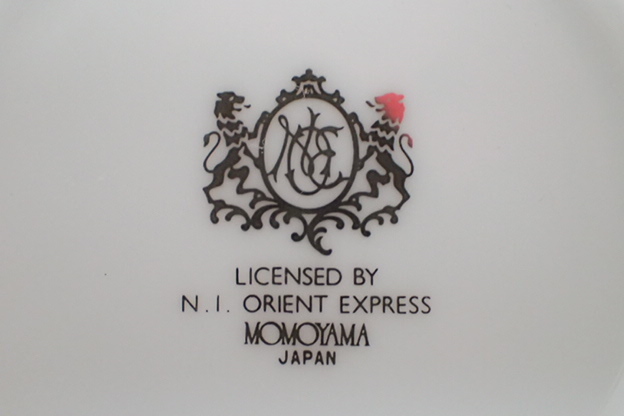 LICENSED BY
N.I. ORIENT EXPRESS
MOMOYAMA
JAPAN